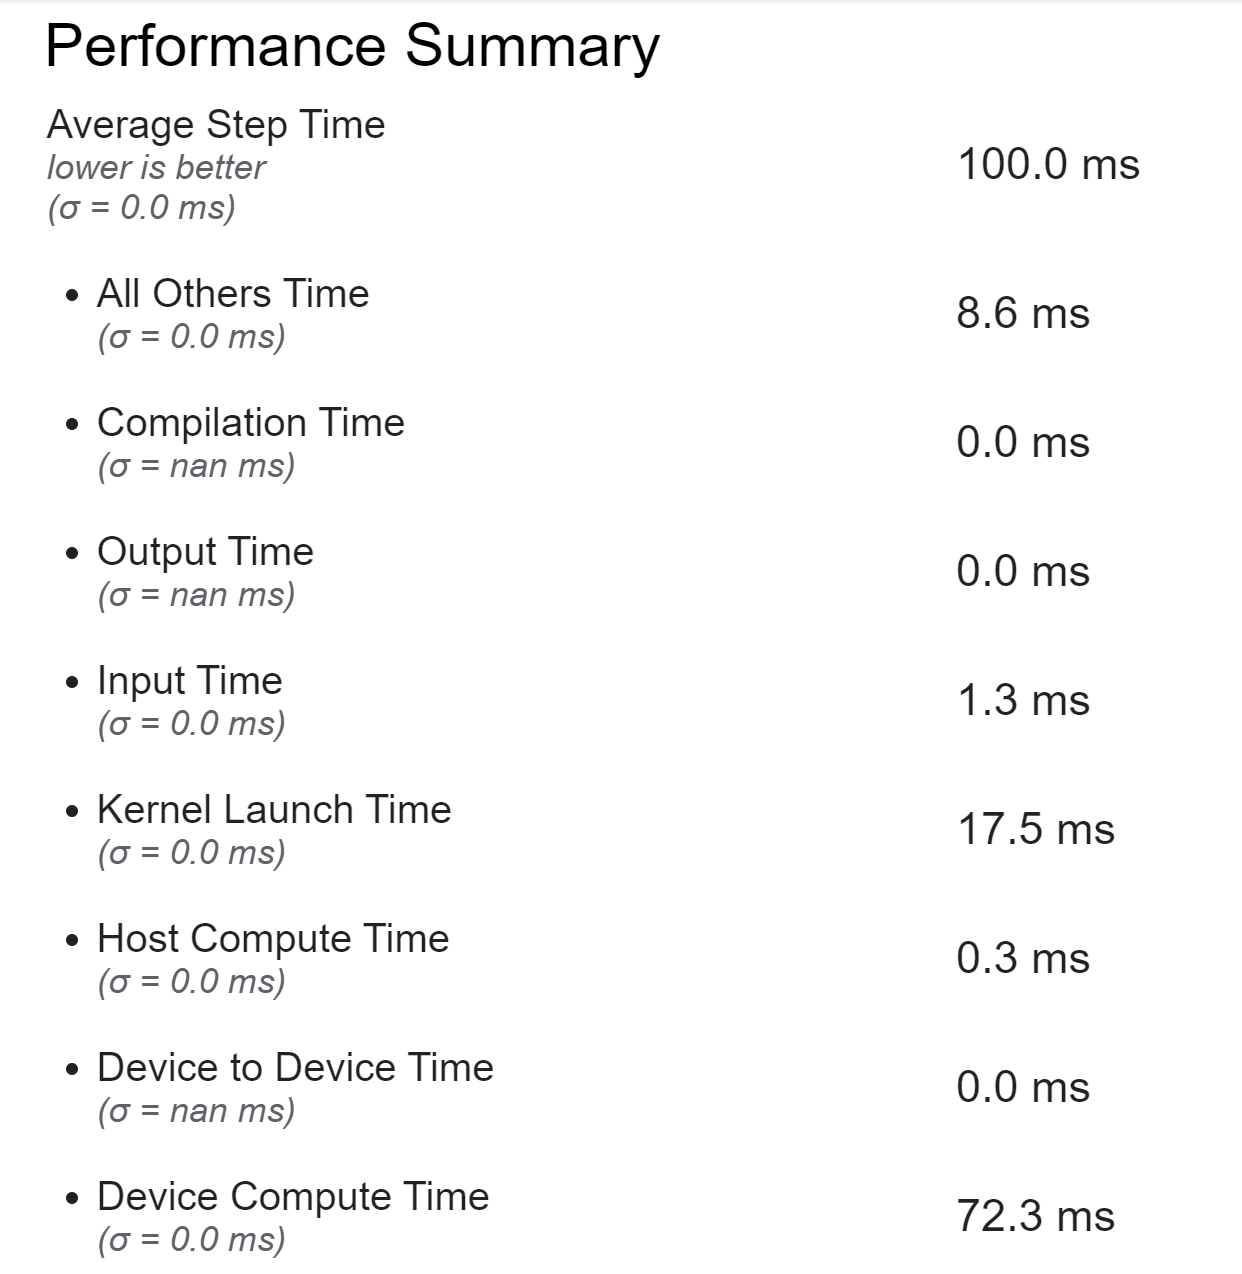 Performance Summary
Average Step Time
lower is better
(σ = 0.0 ms)
100.0 ms
All Others Time
(σ = 0.0 ms)
8.6 ms
Compilation Time
(σ = nan ms)
0.0 ms
Output Time
(σ = nan ms)
0.0 ms
Input Time
(σ = 0.0 ms)
1.3 ms
Kernel Launch Time
(σ = 0.0 ms)
17.5 ms
Host Compute Time
(σ = 0.0 ms)
0.3 ms
Device to Device Time
(σ = nan ms)
0.0 ms
Device Compute Time
(σ = 0.0 ms)
72.3 ms